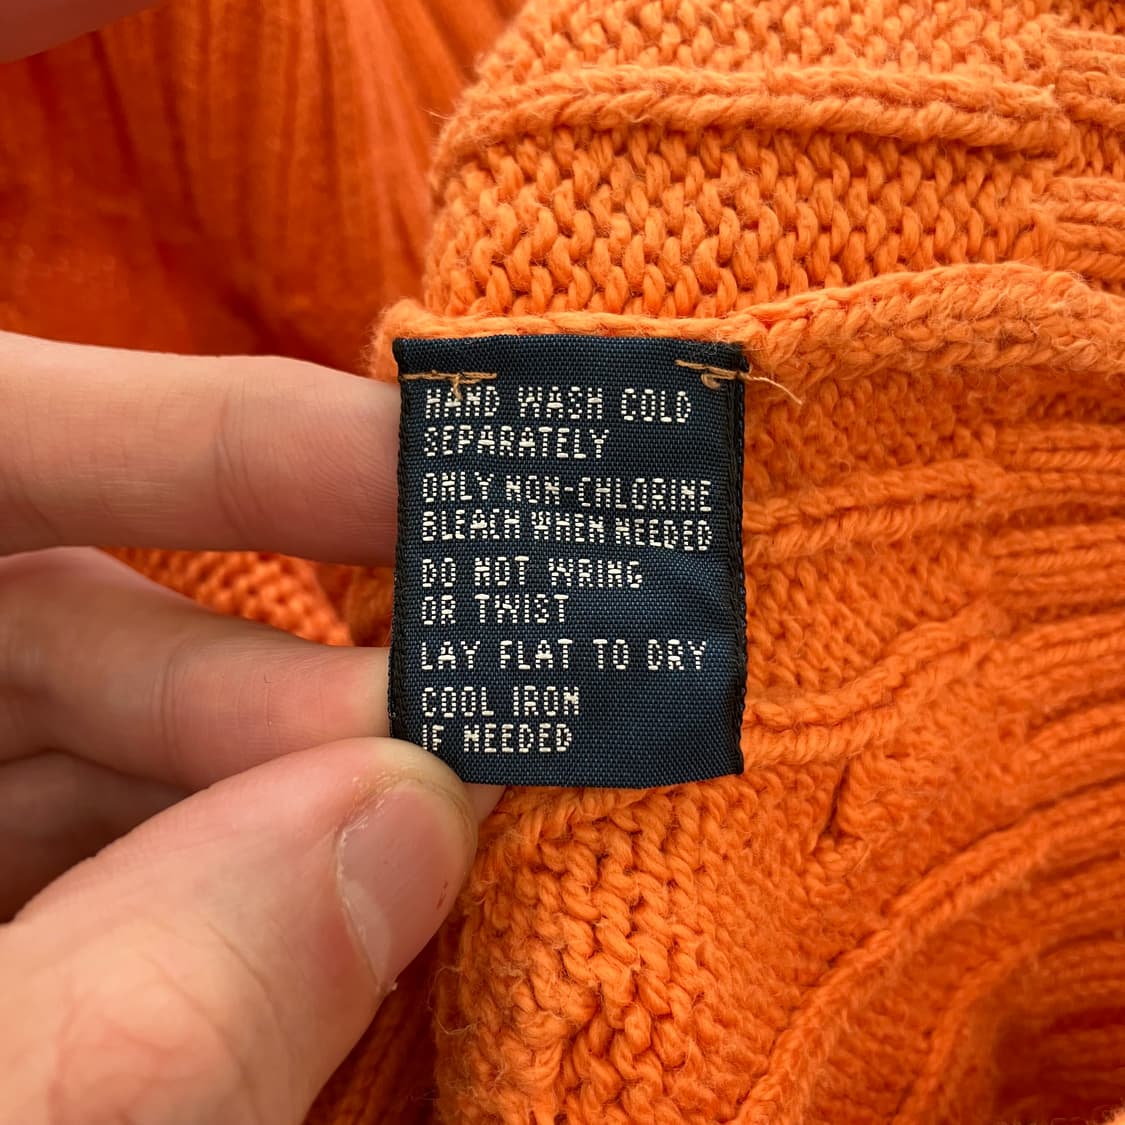 HAND WASH COLD
SEPARATELY
ONLY NON-CHLORINE
BLEACH WHEN NEEDED
DO NOT WRING
OR TWIST
LAY FLAT TO DRY
COOL IRON
IF NEEDED